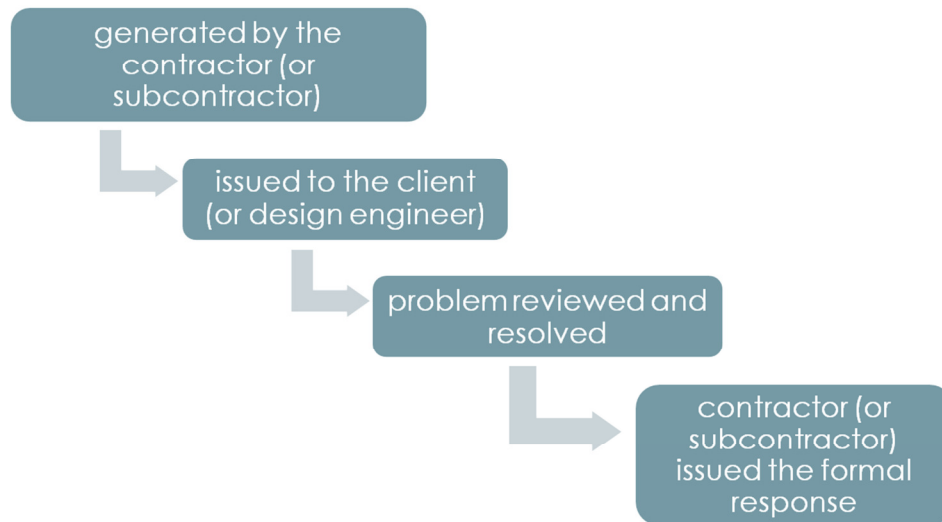 generated by the
contractor (or
subcontractor)
issued to the client
(or design engineer)
problem reviewed and
resolved
contractor (or
subcontractor)
issued the formal
response